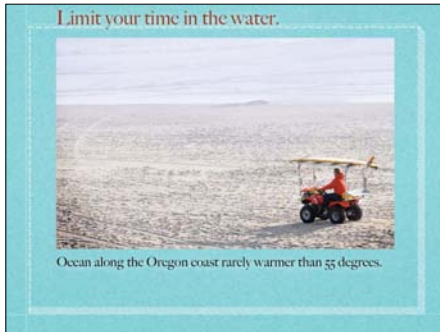 Limit your time in the water.
Ocean along the Oregon coast rarely warmer than 55 degrees.